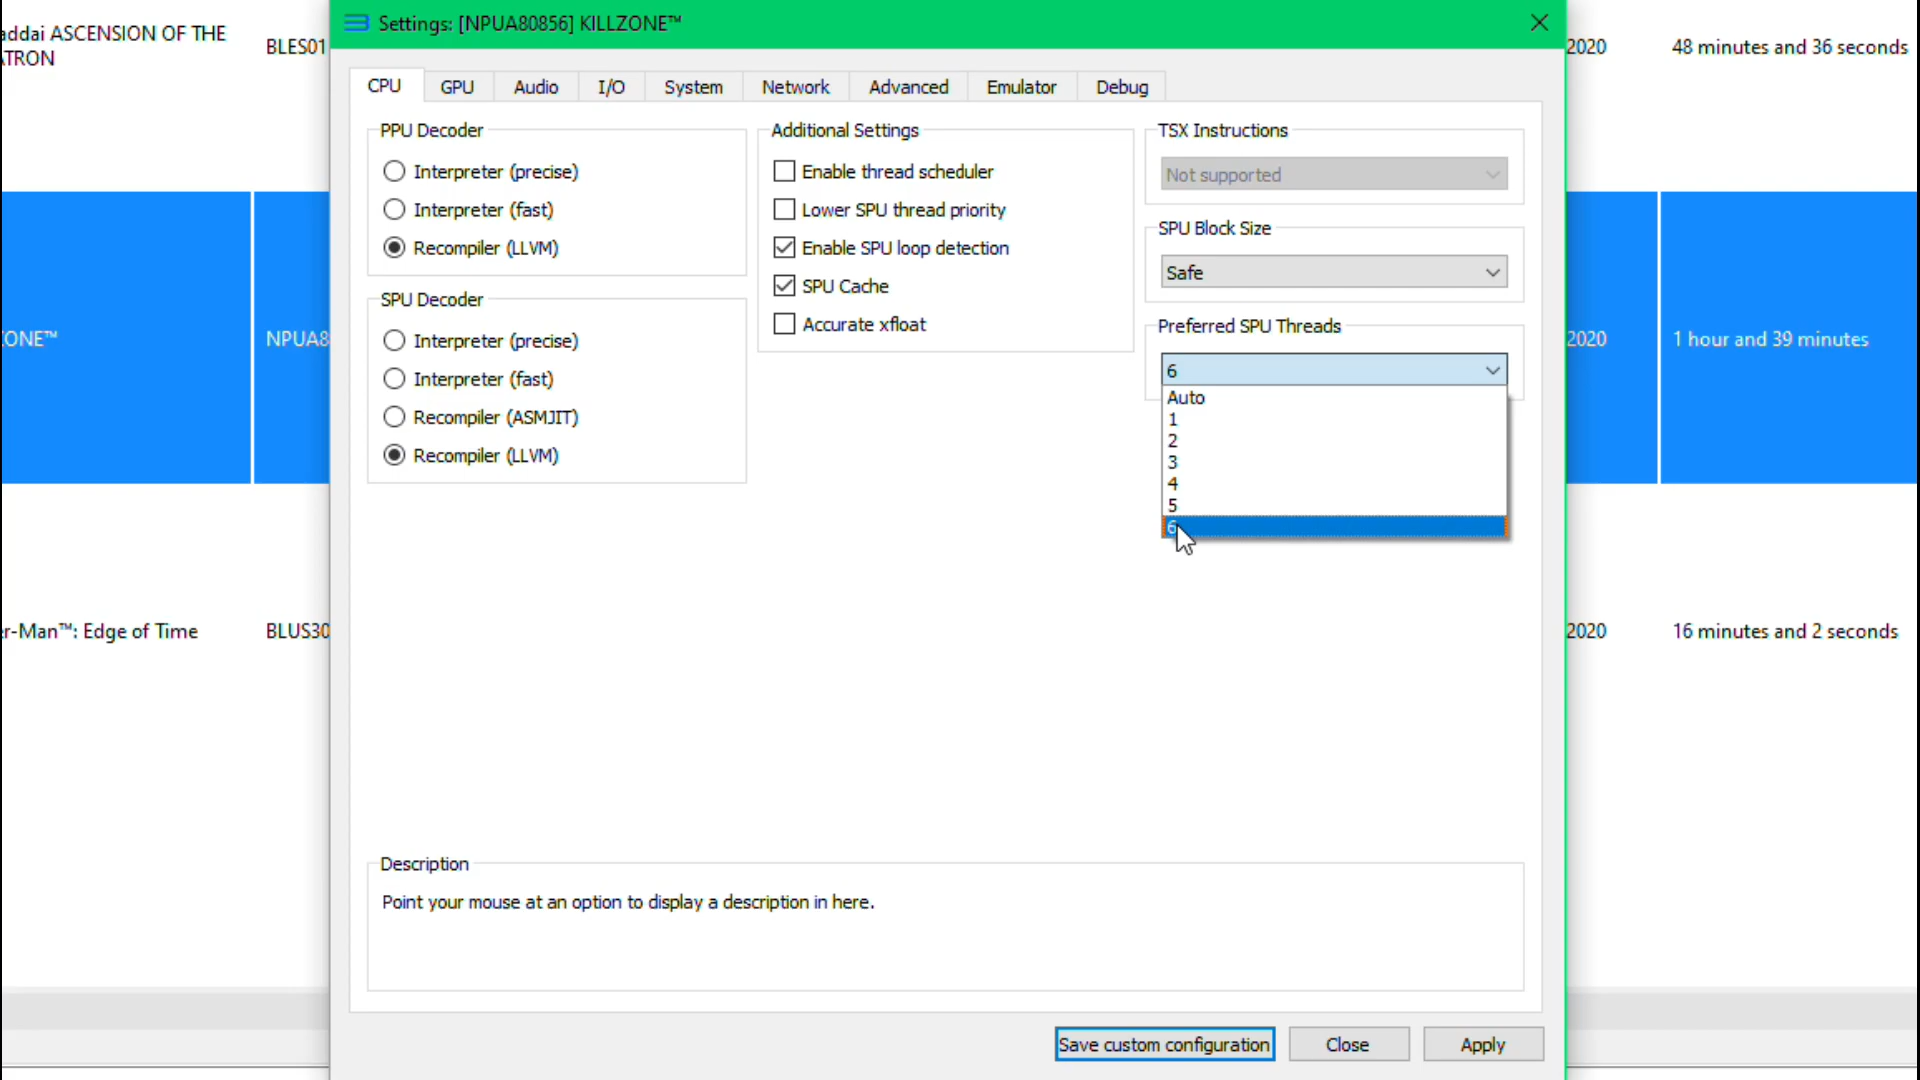 Settings: [NPUA80856] KILLZONE™
addai ASCENSION OF THE
TRON
BLES01
2020
48 minutes and 36 seconds
CPU
GPU
Audio
I/O
System
Network
Advanced
Emulator
Debug
PPU Decoder
Interpreter (precise)
Interpreter (fast)
Recompiler (LLVM)
SPU Decoder
Interpreter (precise)
Interpreter (fast)
Recompiler (ASMJIT)
Recompiler (LLVM)
Additional Settings
Enable thread scheduler
Lower SPU thread priority
Enable SPU loop detection
SPU Cache
Accurate xfloat
TSX Instructions
Not supported
SPU Block Size
Safe
Preferred SPU Threads
6
Auto
1
2
3
4
5
6
ZONE™
NPUA8
2020
1 hour and 39 minutes
er-Man™: Edge of Time
BLUS30
2020
16 minutes and 2 seconds
Description
Point your mouse at an option to display a description in here.
Save custom configuration
Close
Apply